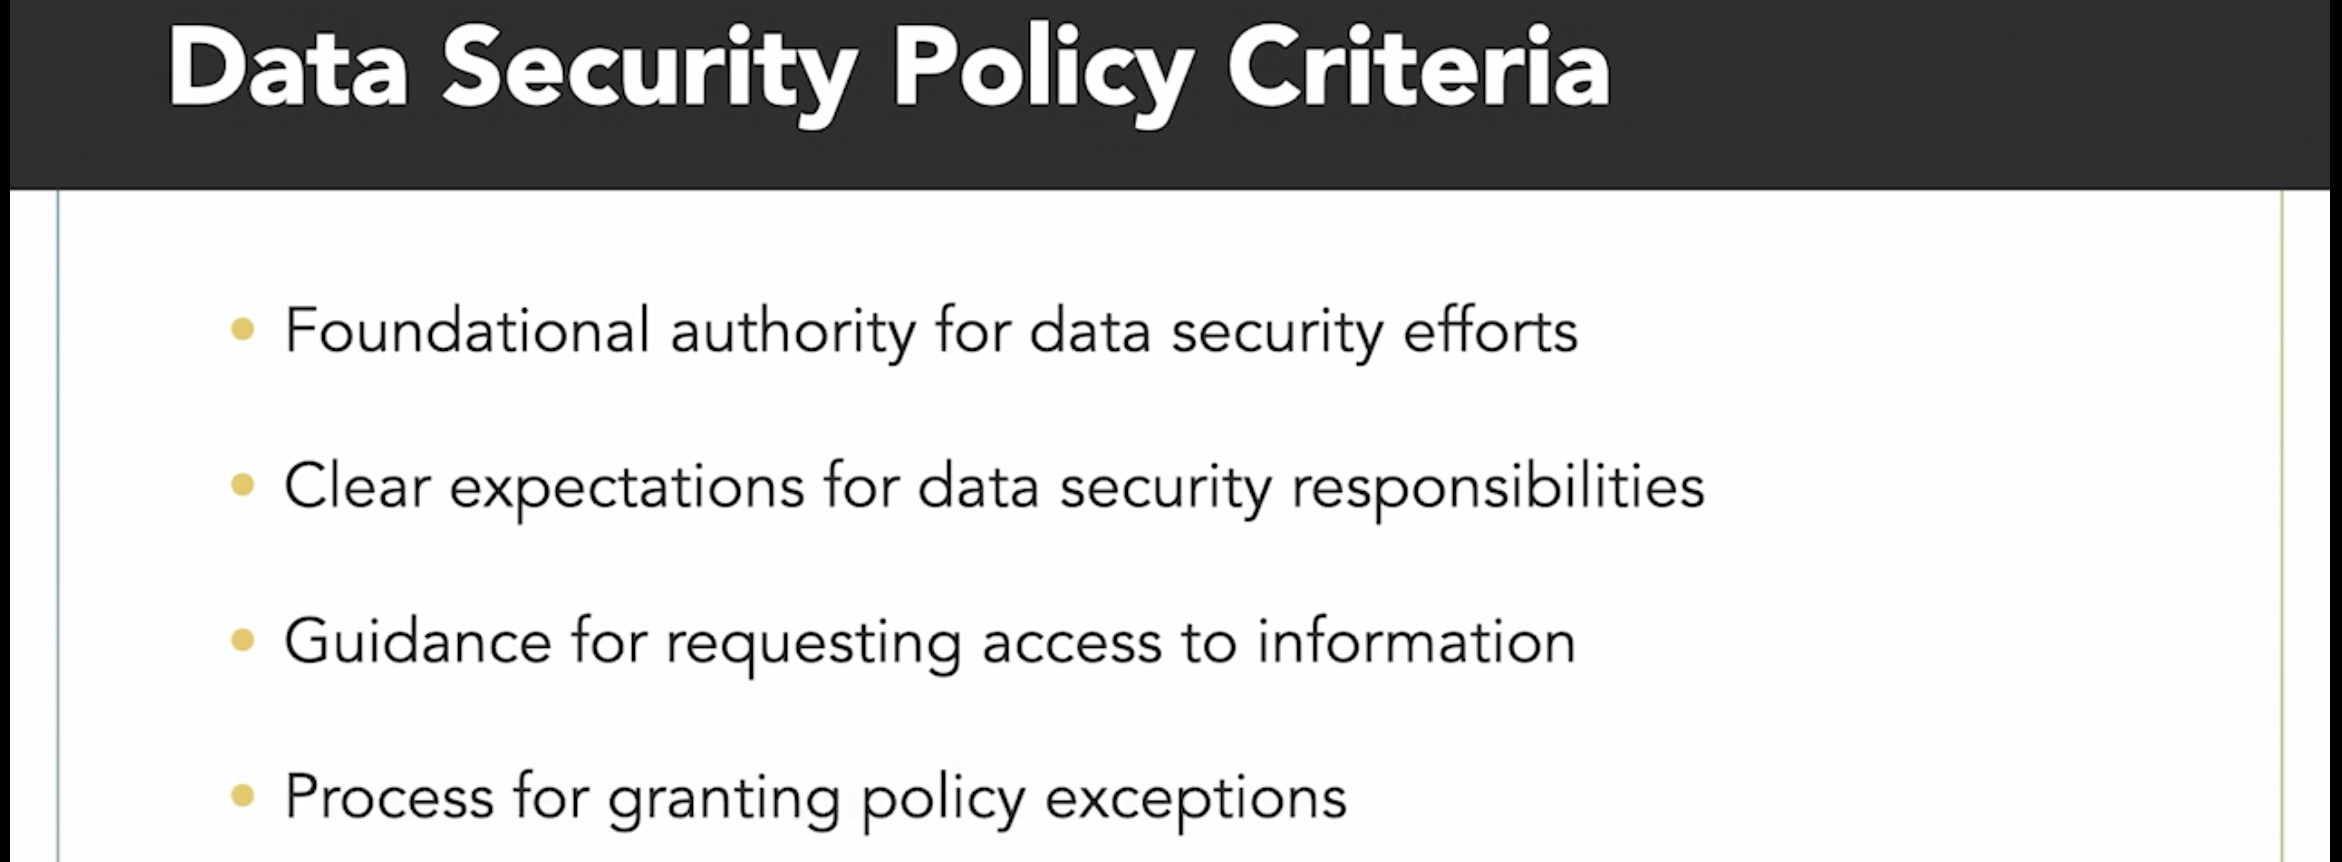 Data Security Policy Criteria
• Foundational authority for data security efforts
• Clear expectations for data security responsibilities
• Guidance for requesting access to information
• Process for granting policy exceptions